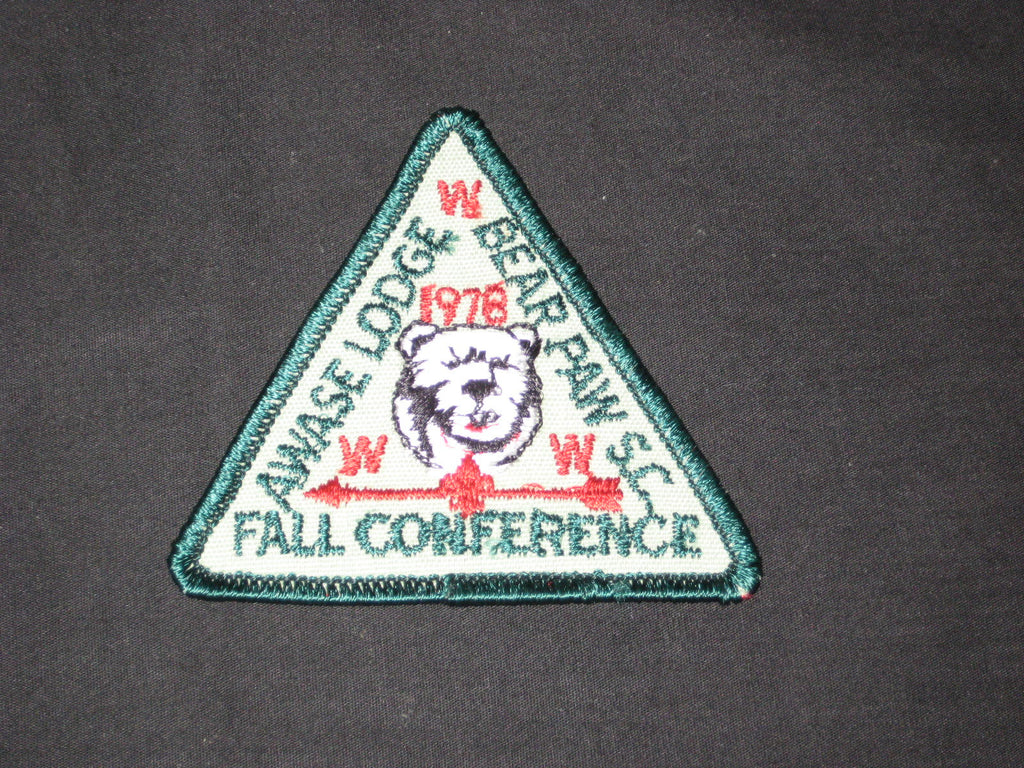 W
AWASE LODGE
BEAR PAW S.C.
1978
W W
FALL CONFERENCE